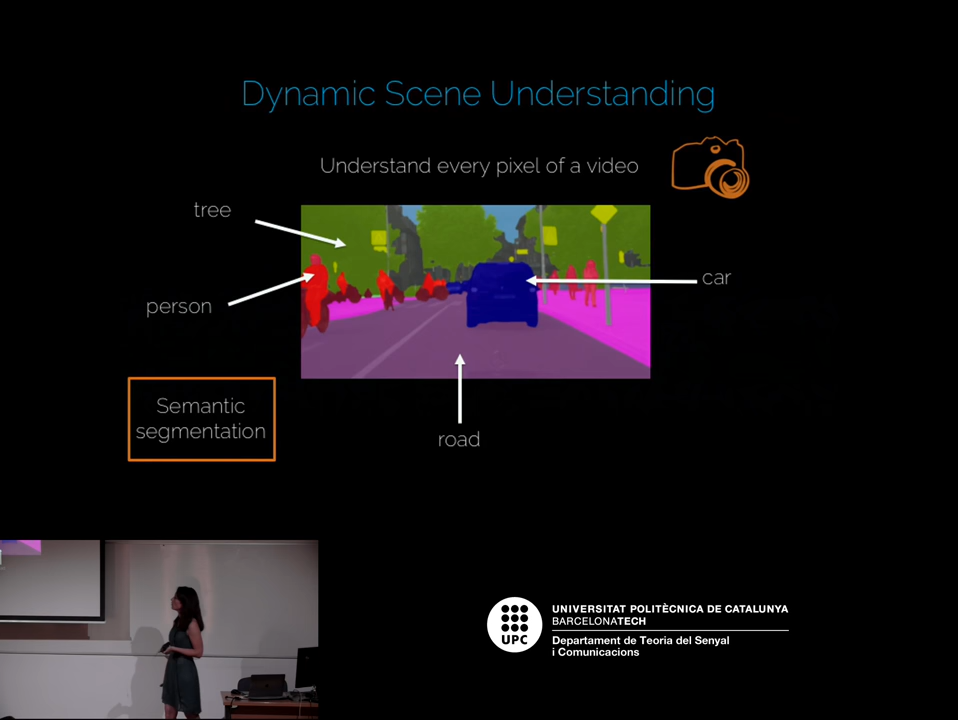 Dynamic Scene Understanding
Understand every pixel of a video
tree
car
person
Semantic
segmentation
road
UPC
UNIVERSITAT POLITÈCNICA DE CATALUNYA
BARCELONATECH
Departament de Teoria del Senyal
i Comunicacions